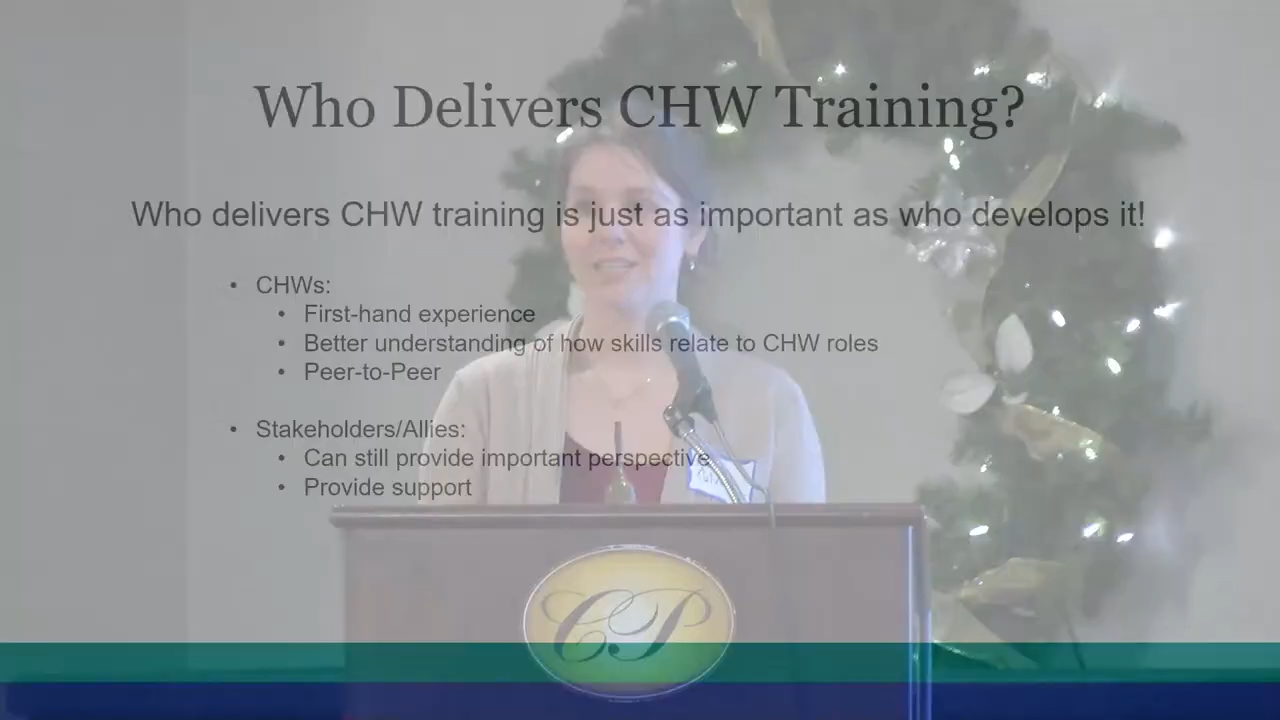 Who Delivers CHW Training?
Who delivers CHW training is just as important as who develops it!
• CHWs:
• First-hand experience
• Better understanding of how skills relate to CHW roles
• Peer-to-Peer
• Stakeholders/Allies:
• Can still provide important perspective
• Provide support
CP